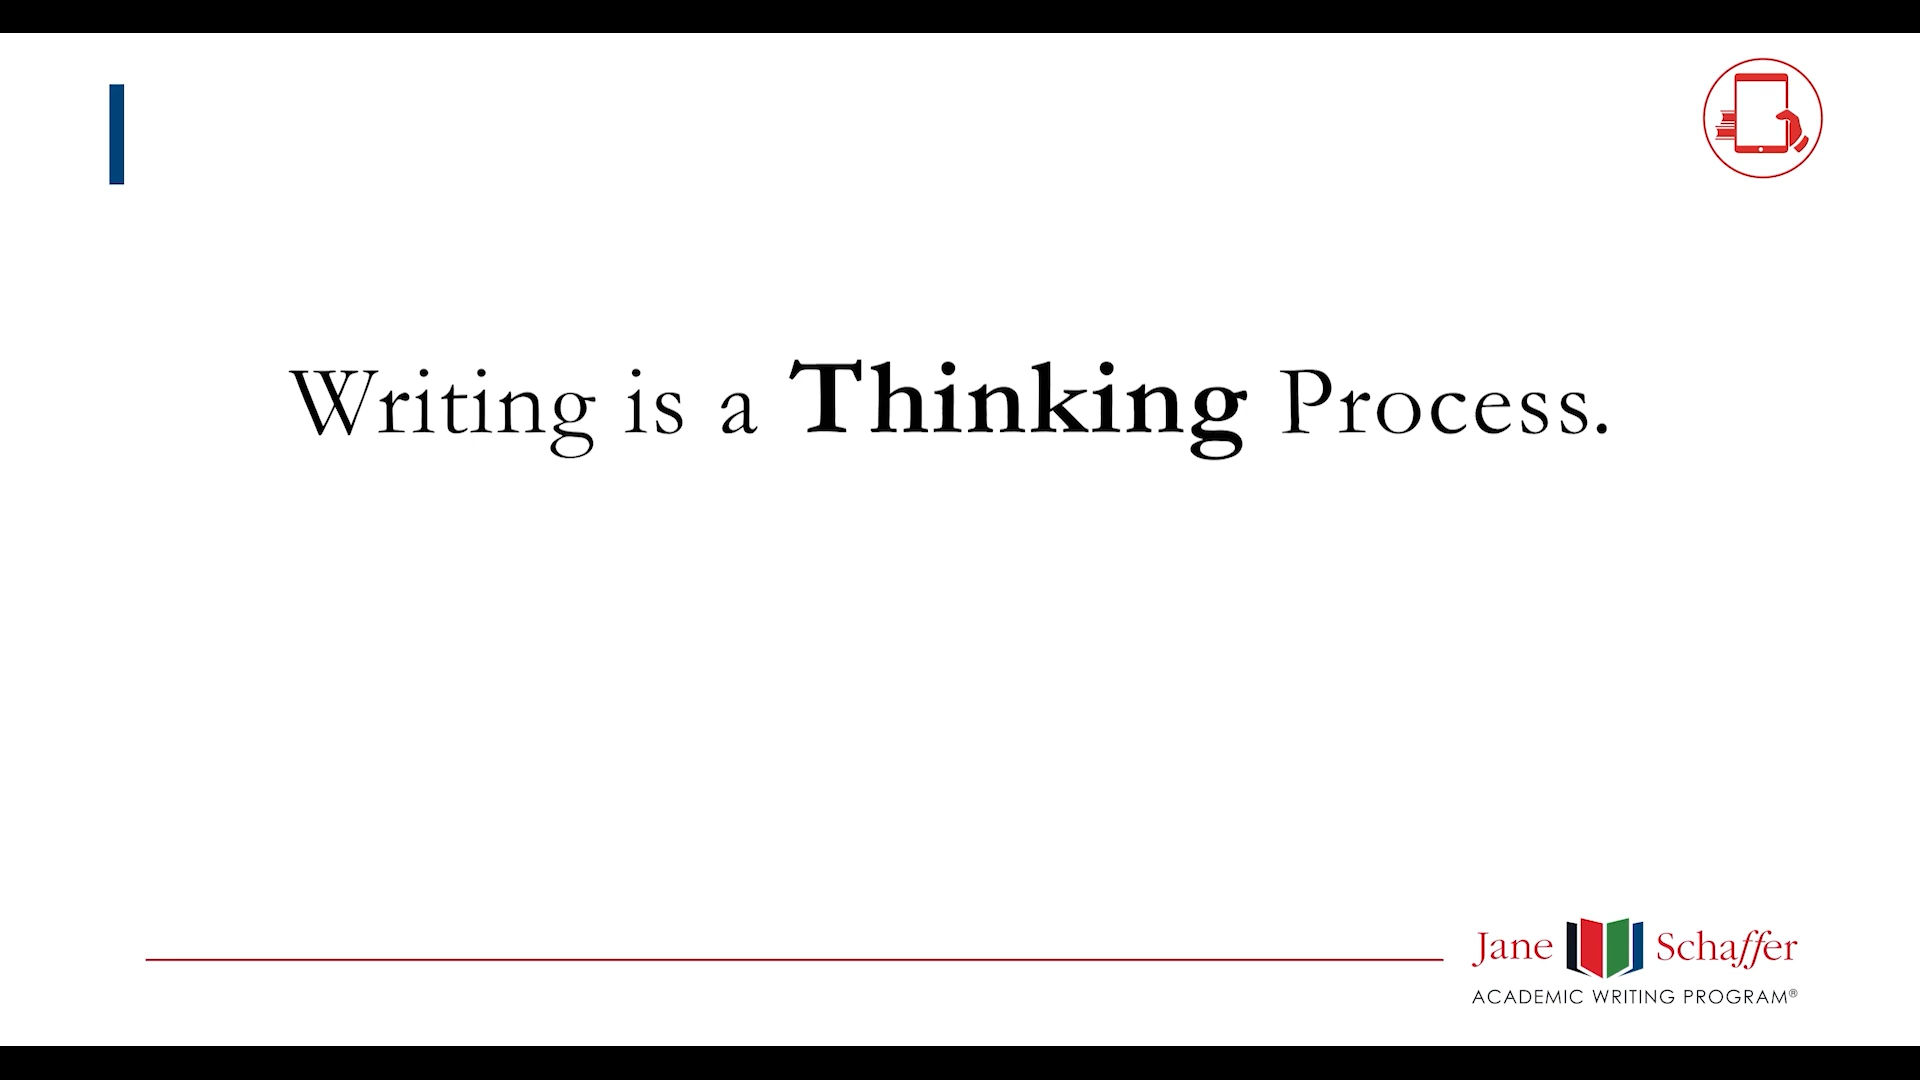 Writing is a Thinking Process.
Jane Schaffer
ACADEMIC WRITING PROGRAM®